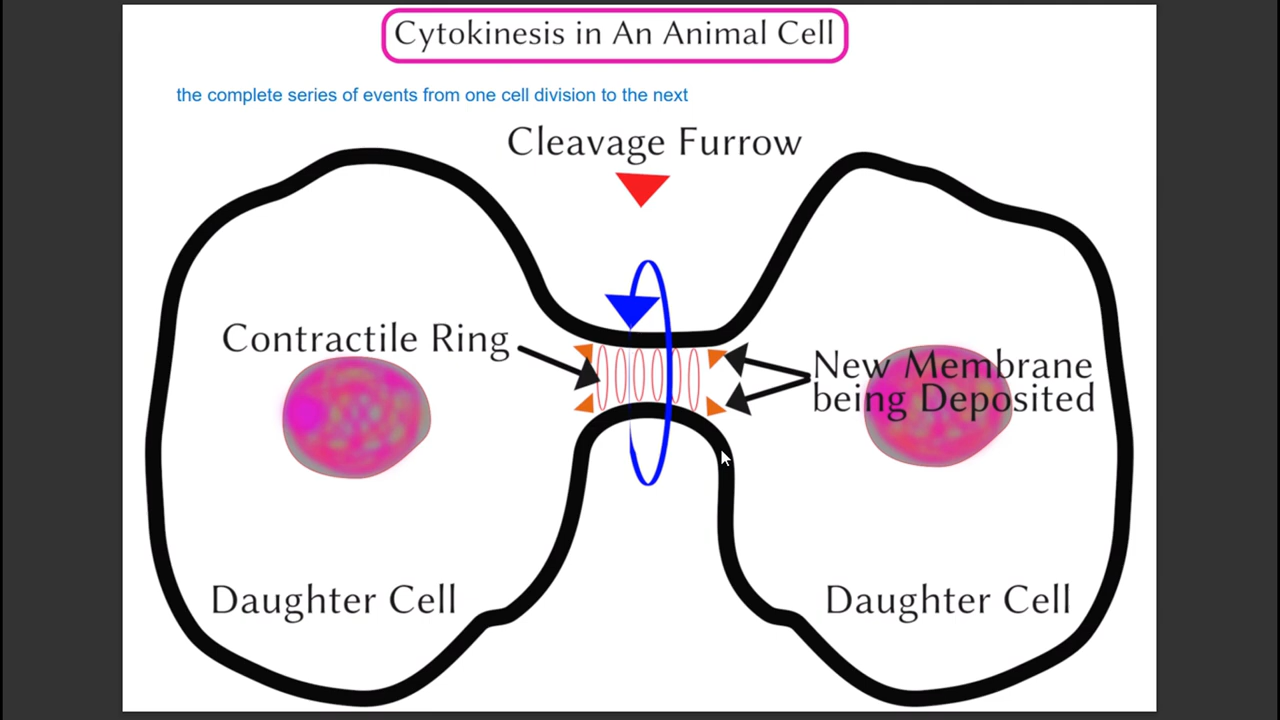 Cytokinesis in An Animal Cell
the complete series of events from one cell division to the next
Cleavage Furrow
Contractile Ring
New Membrane
being Deposited
Daughter Cell
Daughter Cell